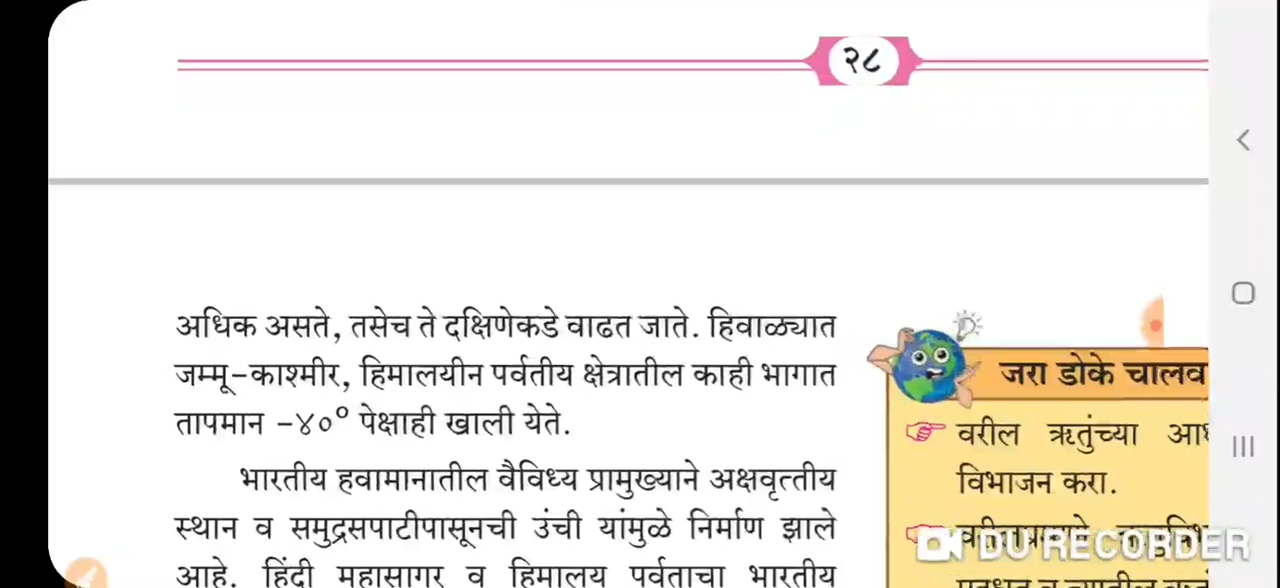 २८
अधिक असते, तसेच ते दक्षिणेकडे वाढत जाते. हिवाळ्यात
जम्मू-काश्मीर, हिमालयीन पर्वतीय क्षेत्रातील काही भागात
तापमान -४०° पेक्षाही खाली येते.
भारतीय हवामानातील वैविध्य प्रामुख्याने अक्षवृत्तीय
स्थान व समुद्रसपाटीपासूनची उंची यांमुळे निर्माण झाले
आहे. हिंदी महासागर व हिमालय पर्वताचा भारतीय
जरा डोके चालव
वरील ऋतुंच्या
विभाजन करा.
DU RECORDER